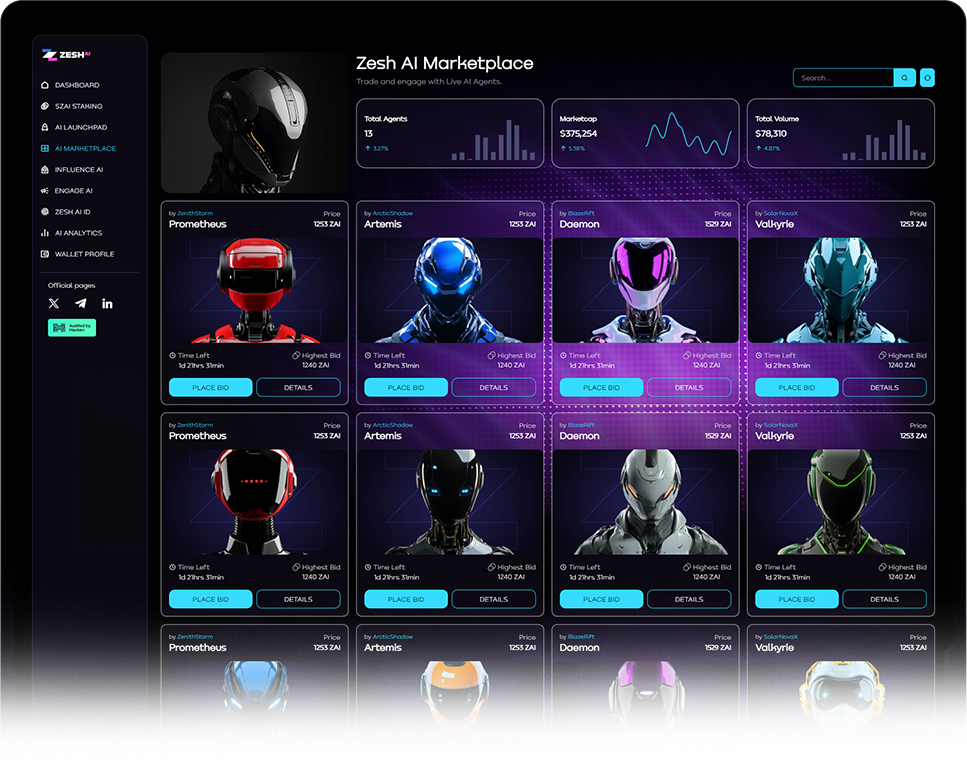 ZESH AI
DASHBOARD
$ZAI STAKING
AI LAUNCHPAD
AI MARKETPLACE
INFLUENCE AI
ENGAGE AI
ZESH AI ID
AI ANALYTICS
WALLET PROFILE
Official pages
Audited by
Hacken
Zesh AI Marketplace
Trade and engage with Live AI Agents.
Search...
Total Agents
13
3.27%
Marketcap
$375,254
5.38%
Total Volume
$78,310
4.87%
by ZenithStorm
Price
Prometheus
1253 ZAI
Time Left
Highest Bid
1d 21hrs 31min
1240 ZAI
PLACE BID
DETAILS
by ArcticShadow
Price
Artemis
1253 ZAI
Time Left
Highest Bid
1d 21hrs 31min
1240 ZAI
PLACE BID
DETAILS
by BlazeRift
Price
Daemon
1529 ZAI
Time Left
Highest Bid
1d 21hrs 31min
1240 ZAI
PLACE BID
DETAILS
by SolarNovaX
Price
Valkyrie
1253 ZAI
Time Left
Highest Bid
1d 21hrs 31min
1240 ZAI
PLACE BID
DETAILS
by ZenithStorm
Price
Prometheus
1253 ZAI
Time Left
Highest Bid
1d 21hrs 31min
1240 ZAI
PLACE BID
DETAILS
by ArcticShadow
Price
Artemis
1253 ZAI
Time Left
Highest Bid
1d 21hrs 31min
1240 ZAI
PLACE BID
DETAILS
by BlazeRift
Price
Daemon
1529 ZAI
Time Left
Highest Bid
1d 21hrs 31min
1240 ZAI
PLACE BID
DETAILS
by SolarNovaX
Price
Valkyrie
1253 ZAI
Time Left
Highest Bid
1d 21hrs 31min
1240 ZAI
PLACE BID
DETAILS
by ZenithStorm
Price
Prometheus
1253 ZAI
by ArcticShadow
Price
Artemis
1253 ZAI
by BlazeRift
Price
Daemon
1529 ZAI
by SolarNovaX
Price
Valkyrie
1253 ZAI